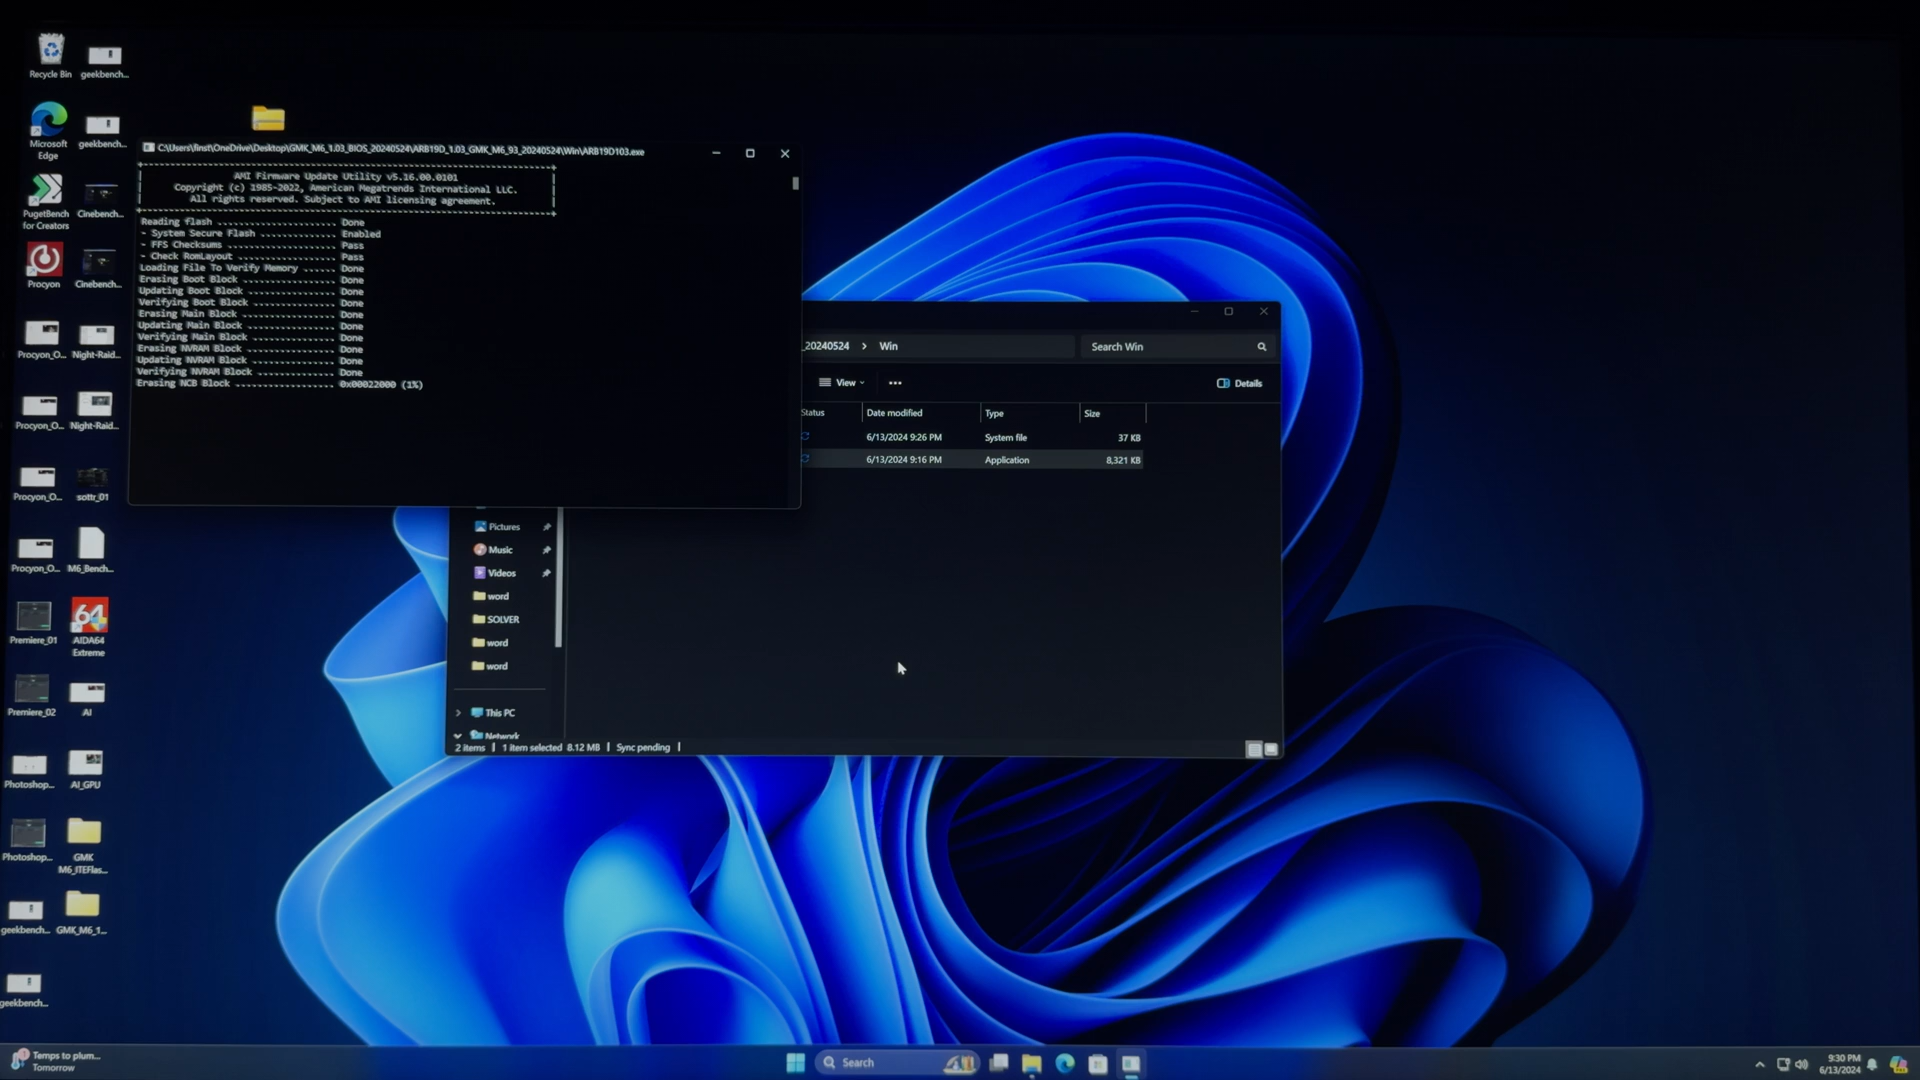 Recycle Bin
geekbench...
Microsoft Edge
geekbench...
PugetBench for Creators
Cinebench...
Procyon
Cinebench...
Procyon_O...
Night-Raid...
Procyon_O...
Night-Raid...
Procyon_O...
sottr_01
Procyon_O...
M6_Bench...
Premiere_01
64
AIDA64 Extreme
Premiere_02
AI
Photoshop...
AI_GPU
Photoshop...
GMK M6_ITEFlas...
geekbench...
GMK_M6_1...
geekbench...
C:\Users\finst\OneDrive\Desktop\GMK_M6_1.03_BIOS_20240524\ARB19D_1.03_GMK_M6_93_20240524\Win\ARB19D103.exe
AMI Firmware Update Utility v5.16.00.0101
Copyright (c) 1985-2022, American Megatrends International LLC.
All rights reserved. Subject to AMI licensing agreement.
Reading flash ........................ Done
- System Secure Flash ................ Enabled
- FFS Checksums ...................... Pass
- Check RomLayout .................... Pass
Loading File To Verify Memory ...... Done
Erasing Boot Block ................... Done
Updating Boot Block .................. Done
Verifying Boot Block ................. Done
Erasing Main Block ................... Done
Updating Main Block .................. Done
Verifying Main Block ................. Done
Erasing NVRAM Block .................. Done
Updating NVRAM Block ................. Done
Verifying NVRAM Block ................ Done
Erasing NCB Block .................... 0x00022000 (1%)
_20240524 > Win
Search Win
View
...
Details
Status Date modified Type Size
6/13/2024 9:26 PM System file 37 KB
6/13/2024 9:16 PM Application 8,321 KB
Pictures
Music
Videos
word
SOLVER
word
word
This PC
Network
2 items | 1 item selected 8.12 MB | Sync pending |
Temps to plum...
Tomorrow
Search
9:30 PM
6/13/2024